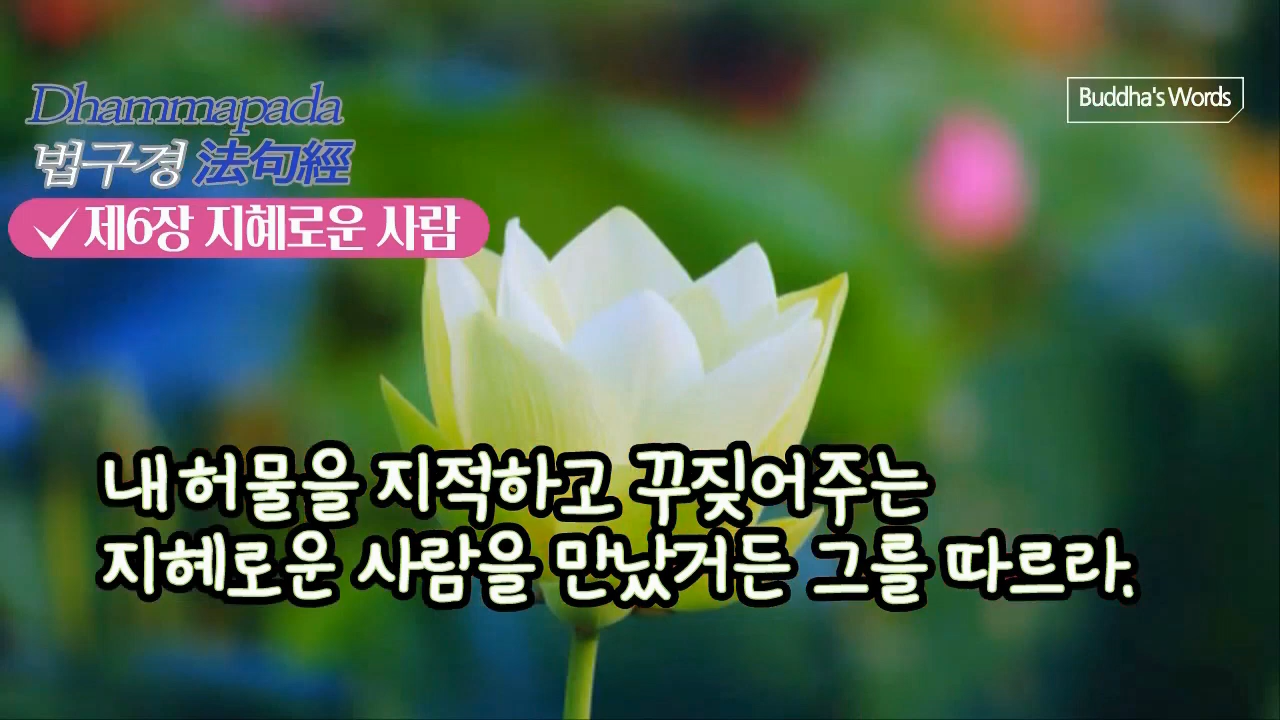 Dhammapada
법구경 法句經
제6장 지혜로운 사람
Buddha's Words
내 허물을 지적하고 꾸짖어주는
지혜로운 사람을 만났거든 그를 따르라.